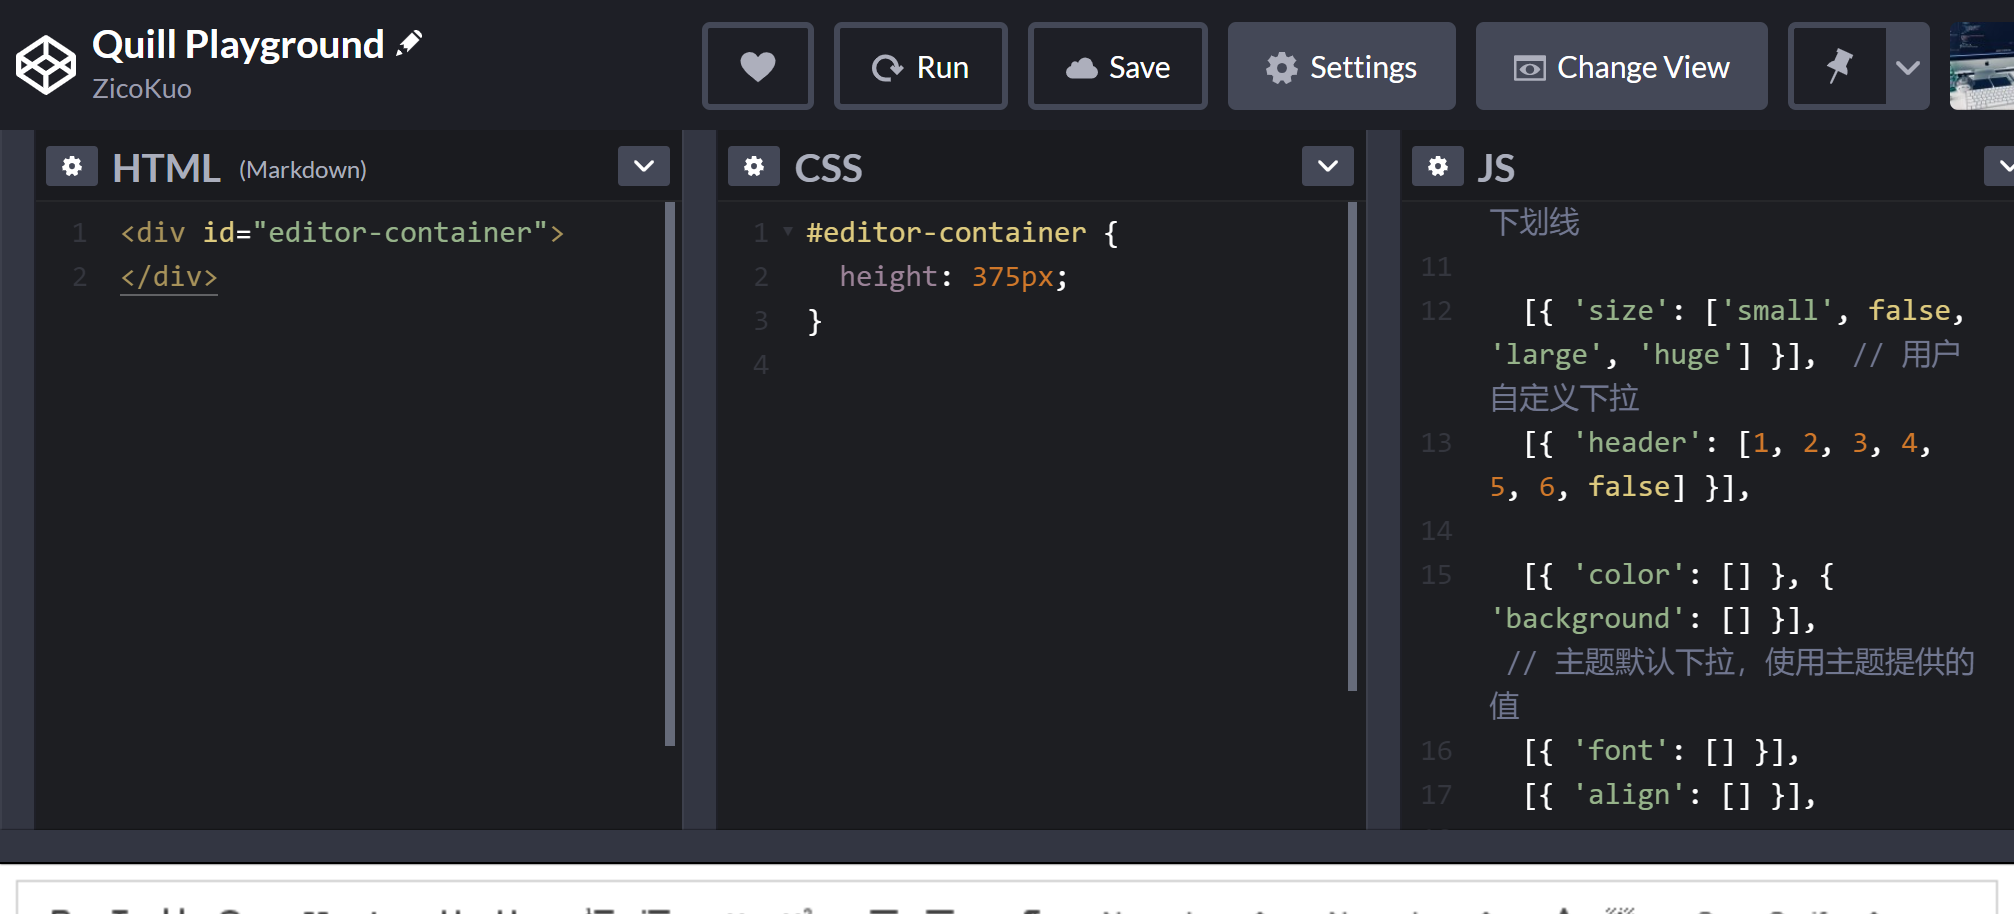 Quill Playground
ZicoKuo
Run
Save
Settings
Change View
HTML (Markdown)
1 <div id="editor-container">
2 </div>
CSS
1 #editor-container {
2 height: 375px;
3 }
4
JS
下划线
11
12 [{ 'size': ['small', false,
'large', 'huge'] }], // 用户
自定义下拉
13 [{ 'header': [1, 2, 3, 4,
5, 6, false] }],
14
15 [{ 'color': [] }, {
'background': [] }],
// 主题默认下拉，使用主题提供的
值
16 [{ 'font': [] }],
17 [{ 'align': [] }],